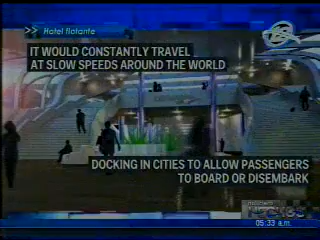 >> Hotel flotante
IT WOULD CONSTANTLY TRAVEL
AT SLOW SPEEDS AROUND THE WORLD
DOCKING IN CITIES TO ALLOW PASSENGERS
TO BOARD OR DISEMBARK
05:33 a.m.